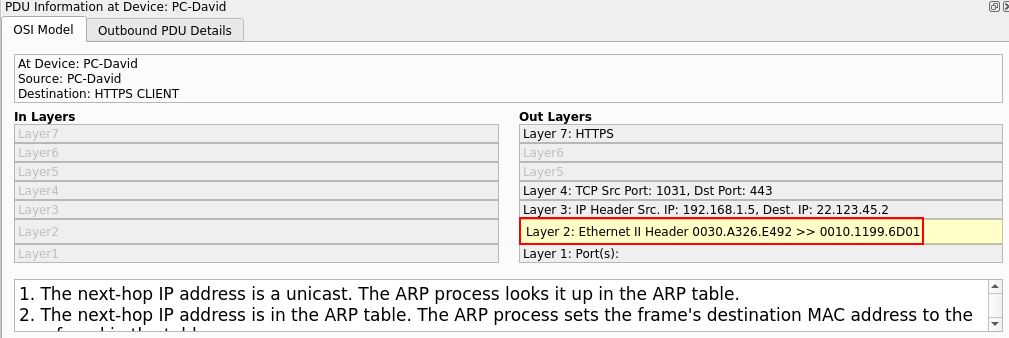 PDU Information at Device: PC-David
OSI Model
Outbound PDU Details
At Device: PC-David
Source: PC-David
Destination: HTTPS CLIENT
In Layers
Layer7
Layer6
Layer5
Layer4
Layer3
Layer2
Layer1
Out Layers
Layer 7: HTTPS
Layer6
Layer5
Layer 4: TCP Src Port: 1031, Dst Port: 443
Layer 3: IP Header Src. IP: 192.168.1.5, Dest. IP: 22.123.45.2
Layer 2: Ethernet II Header 0030.A326.E492 >> 0010.1199.6D01
Layer 1: Port(s):
1. The next-hop IP address is a unicast. The ARP process looks it up in the ARP table.
2. The next-hop IP address is in the ARP table. The ARP process sets the frame's destination MAC address to the